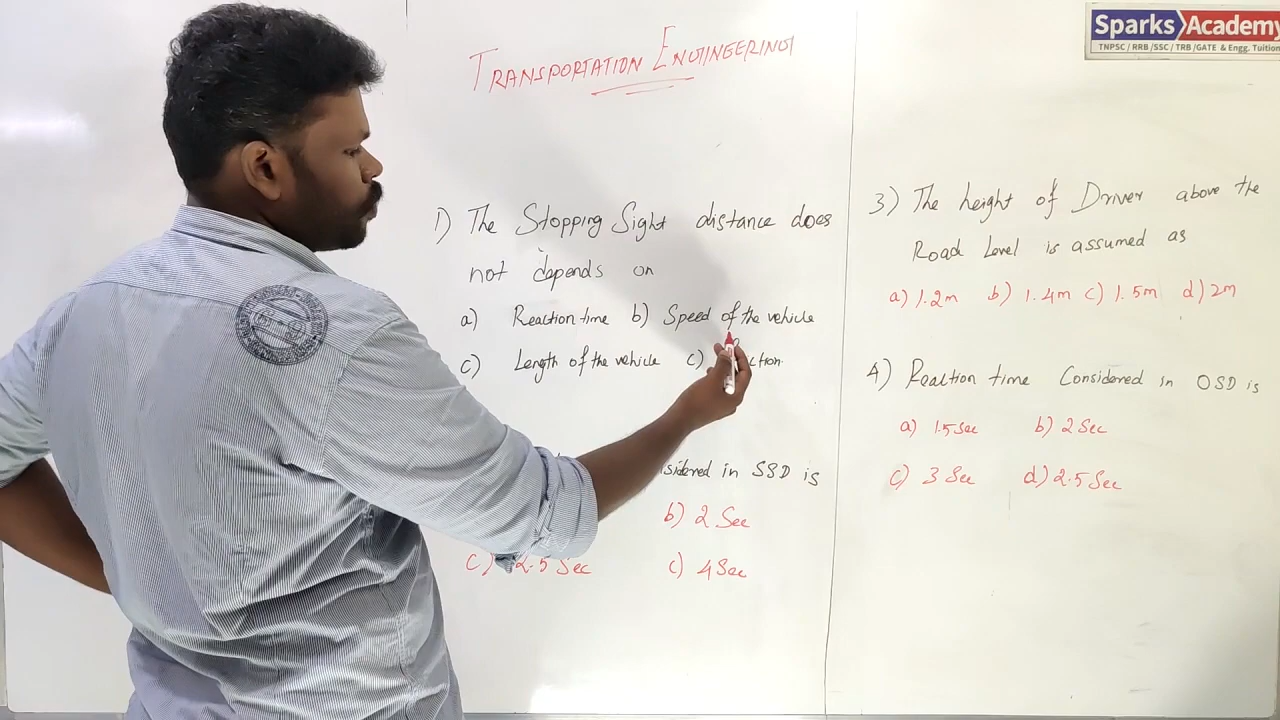 Sparks Academy
TNPSC / RRB /SSC / TRB /GATE & Engg. Tuition
TRANSPORTATION ENGINEERING
1) The Stopping Sight distance does
not depends on
a) Reaction time b) Speed of the vehicle
c) Length of the vehicle c)
sidered in SSD is
b) 2 Sec
c) 2.5 Sec c) 4 Sec
3) The height of Driver above the
Road Level is assumed as
a) 1.2m b) 1.4m c) 1.5m d) 2m
4) Reaction time Considered in OSD is
a) 1.5 Sec b) 2 Sec
c) 3 Sec d) 2.5 Sec